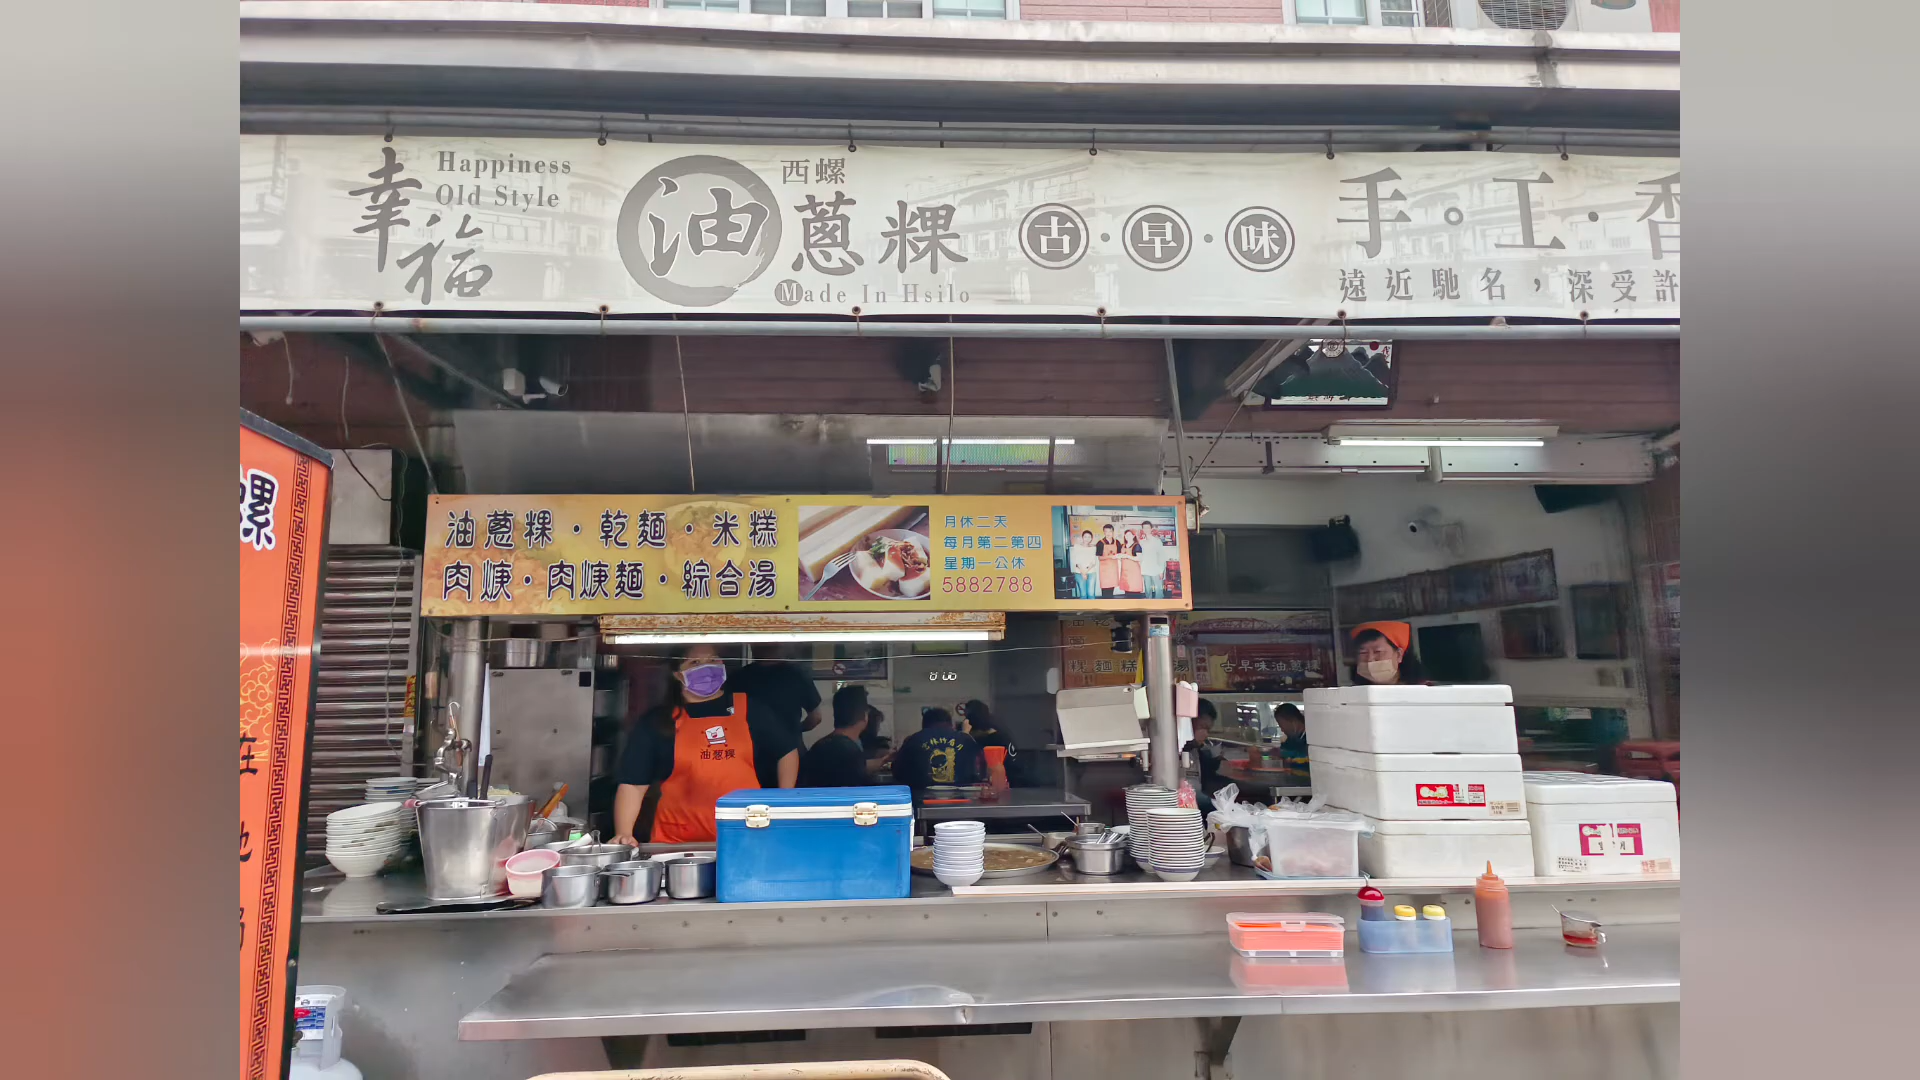 幸福
Happiness
Old Style
西螺
油蔥粿
Made In Hsilo
古・早・味
手。工・香
遠近馳名，深受許
螺
油蔥粿・乾麵・米糕
肉焿・肉焿麵・綜合湯
月休二天
每月第二第四
星期一公休
5882788
古早味油蔥粿
油蔥粿